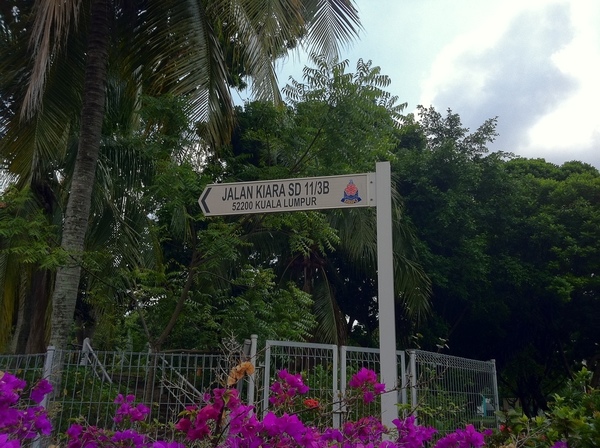 JALAN KIARA SD 11/3B
52200 KUALA LUMPUR